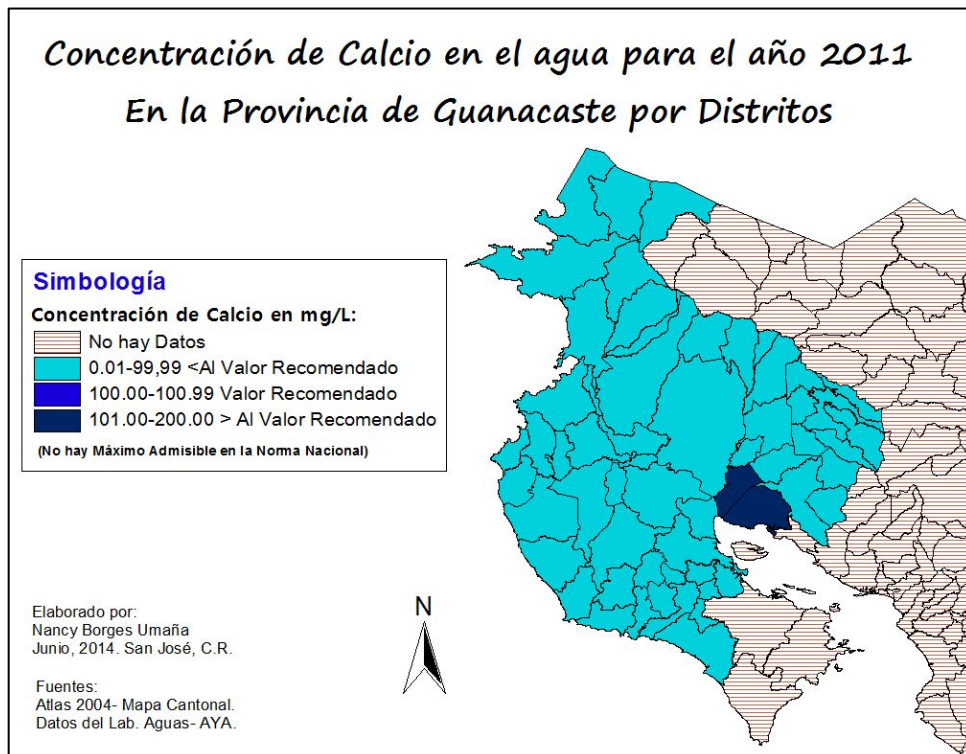 Concentración de Calcio en el agua para el año 2011
En la Provincia de Guanacaste por Distritos
Simbología
Concentración de Calcio en mg/L:
No hay Datos
0.01-99,99 <Al Valor Recomendado
100.00-100.99 Valor Recomendado
101.00-200.00 > Al Valor Recomendado
(No hay Máximo Admisible en la Norma Nacional)
Elaborado por:
Nancy Borges Umaña
Junio, 2014. San José, C.R.
Fuentes:
Atlas 2004- Mapa Cantonal.
Datos del Lab. Aguas- AYA.
N